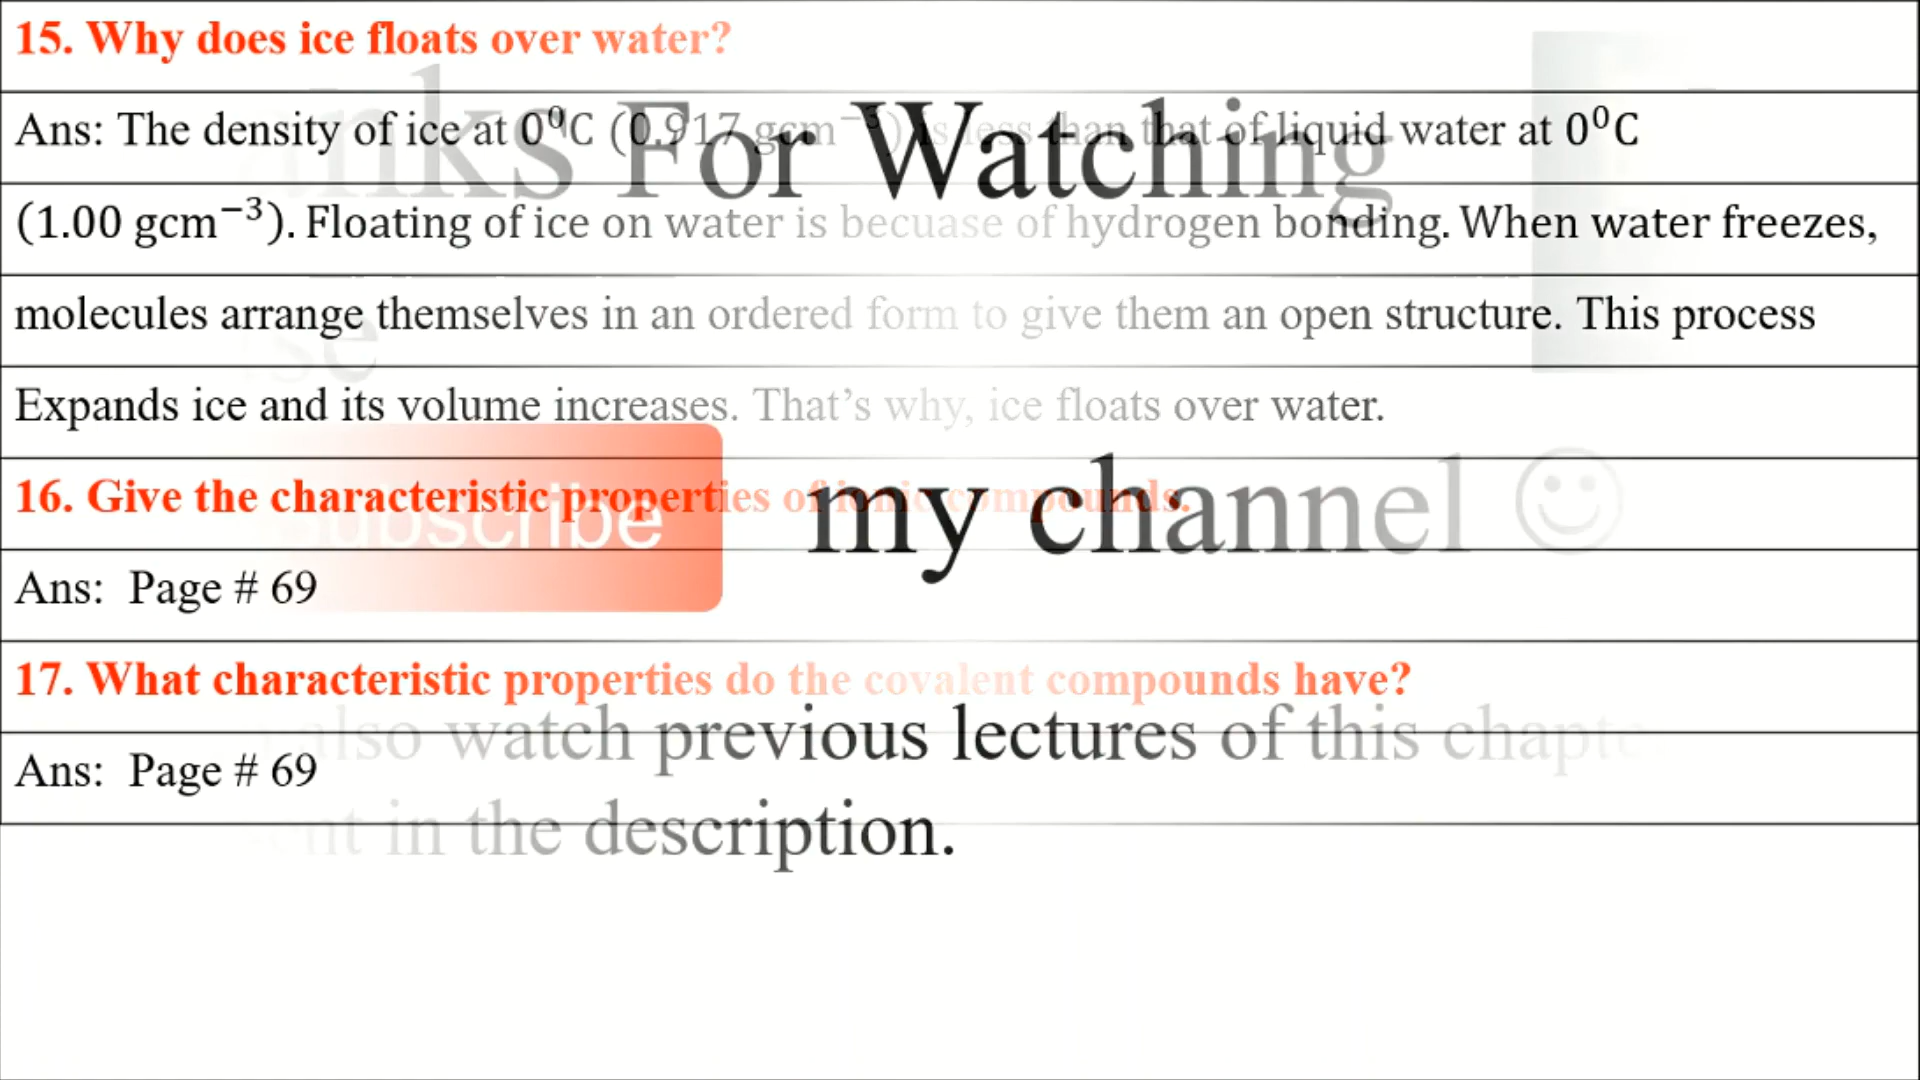 15. Why does ice floats over water?
Ans: The density of ice at 0⁰C (0.917 gcm⁻³) is less than that of liquid water at 0⁰C
(1.00 gcm⁻³). Floating of ice on water is becuase of hydrogen bonding. When water freezes,
molecules arrange themselves in an ordered form to give them an open structure. This process
Expands ice and its volume increases. That's why, ice floats over water.
16. Give the characteristic properties of ionic compounds.
Ans: Page # 69
17. What characteristic properties do the covalent compounds have?
Ans: Page # 69
For Watching
Subscribe my channel
also watch previous lectures of this
in the description.